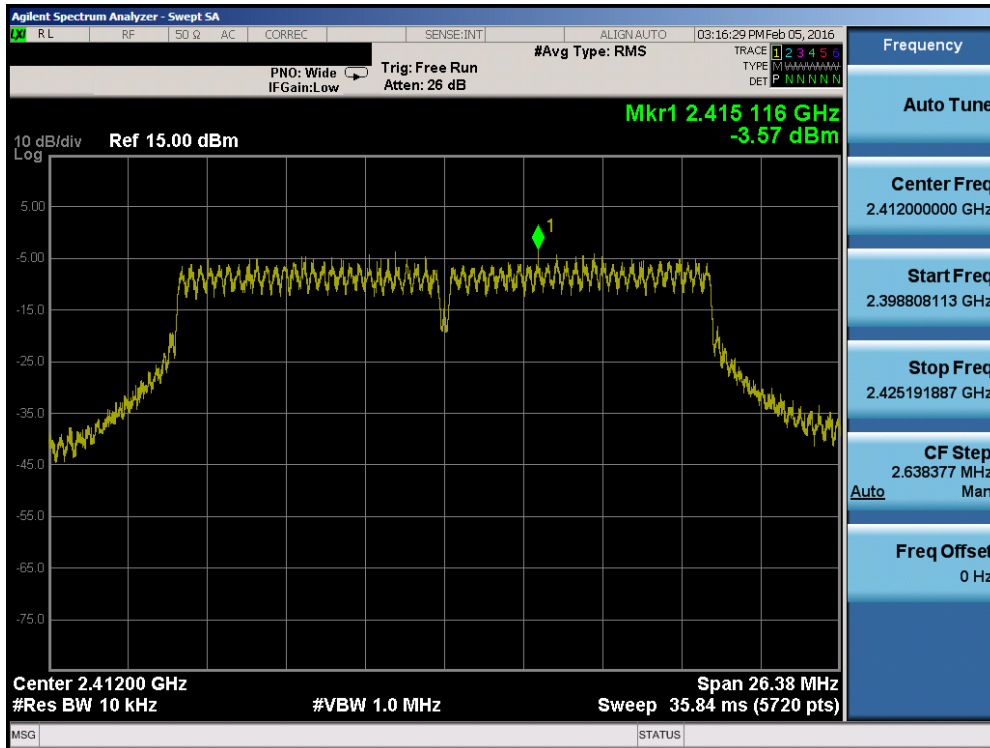 Agilent Spectrum Analyzer - Swept SA
LXI RL RF 50 Ω AC CORREC SENSE:INT ALIGN AUTO 03:16:29 PM Feb 05, 2016
#Avg Type: RMS TRACE 1 2 3 4 5 6
PNO: Wide Trig: Free Run TYPE MWWWWW
IFGain:Low Atten: 26 dB DET P N N N N N
Mkr1 2.415 116 GHz
-3.57 dBm
10 dB/div Ref 15.00 dBm
Log
1
5.00
-5.00
-15.0
-25.0
-35.0
-45.0
-55.0
-65.0
-75.0
Center 2.41200 GHz Span 26.38 MHz
#Res BW 10 kHz #VBW 1.0 MHz Sweep 35.84 ms (5720 pts)
MSG STATUS
Frequency
Auto Tune
Center Freq
2.412000000 GHz
Start Freq
2.398808113 GHz
Stop Freq
2.425191887 GHz
CF Step
2.638377 MHz
Auto Man
Freq Offset
0 Hz